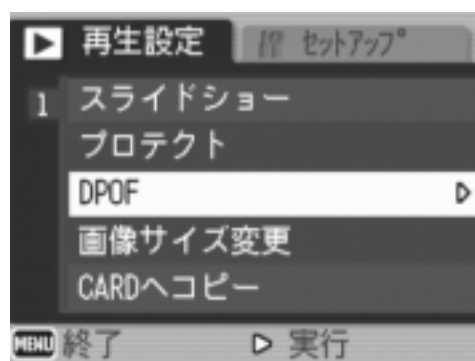 再生設定 セットアップ
1 スライドショー
プロテクト
DPOF
画像サイズ変更
CARDへコピー
MENU 終了 実行